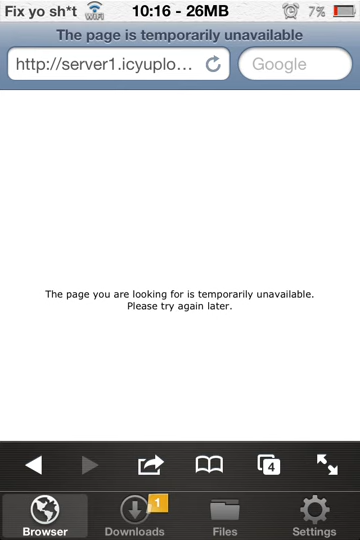 Fix yo sh*t WiFi 10:16 - 26MB 7%
The page is temporarily unavailable
http://server1.icyuplo... Google
The page you are looking for is temporarily unavailable.
Please try again later.
4
1
Browser Downloads Files Settings